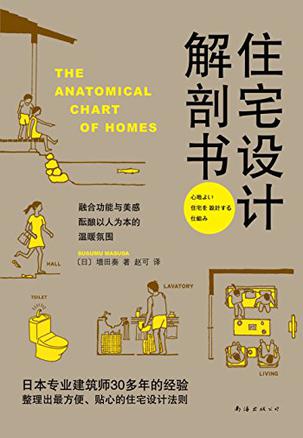 住宅设计
解剖书
THE
ANATOMICAL
CHART
OF HOMES
心地よい
住宅を設計する
仕組み
融合功能与美感
酝酿以人为本的
温暖氛围
SUSUMU MASUDA
〔日〕增田奏 著 赵可 译
HALL
TOILET
LAVATORY
LIVING
日本专业建筑师30多年的经验
整理出最方便、贴心的住宅设计法则
南海出版公司